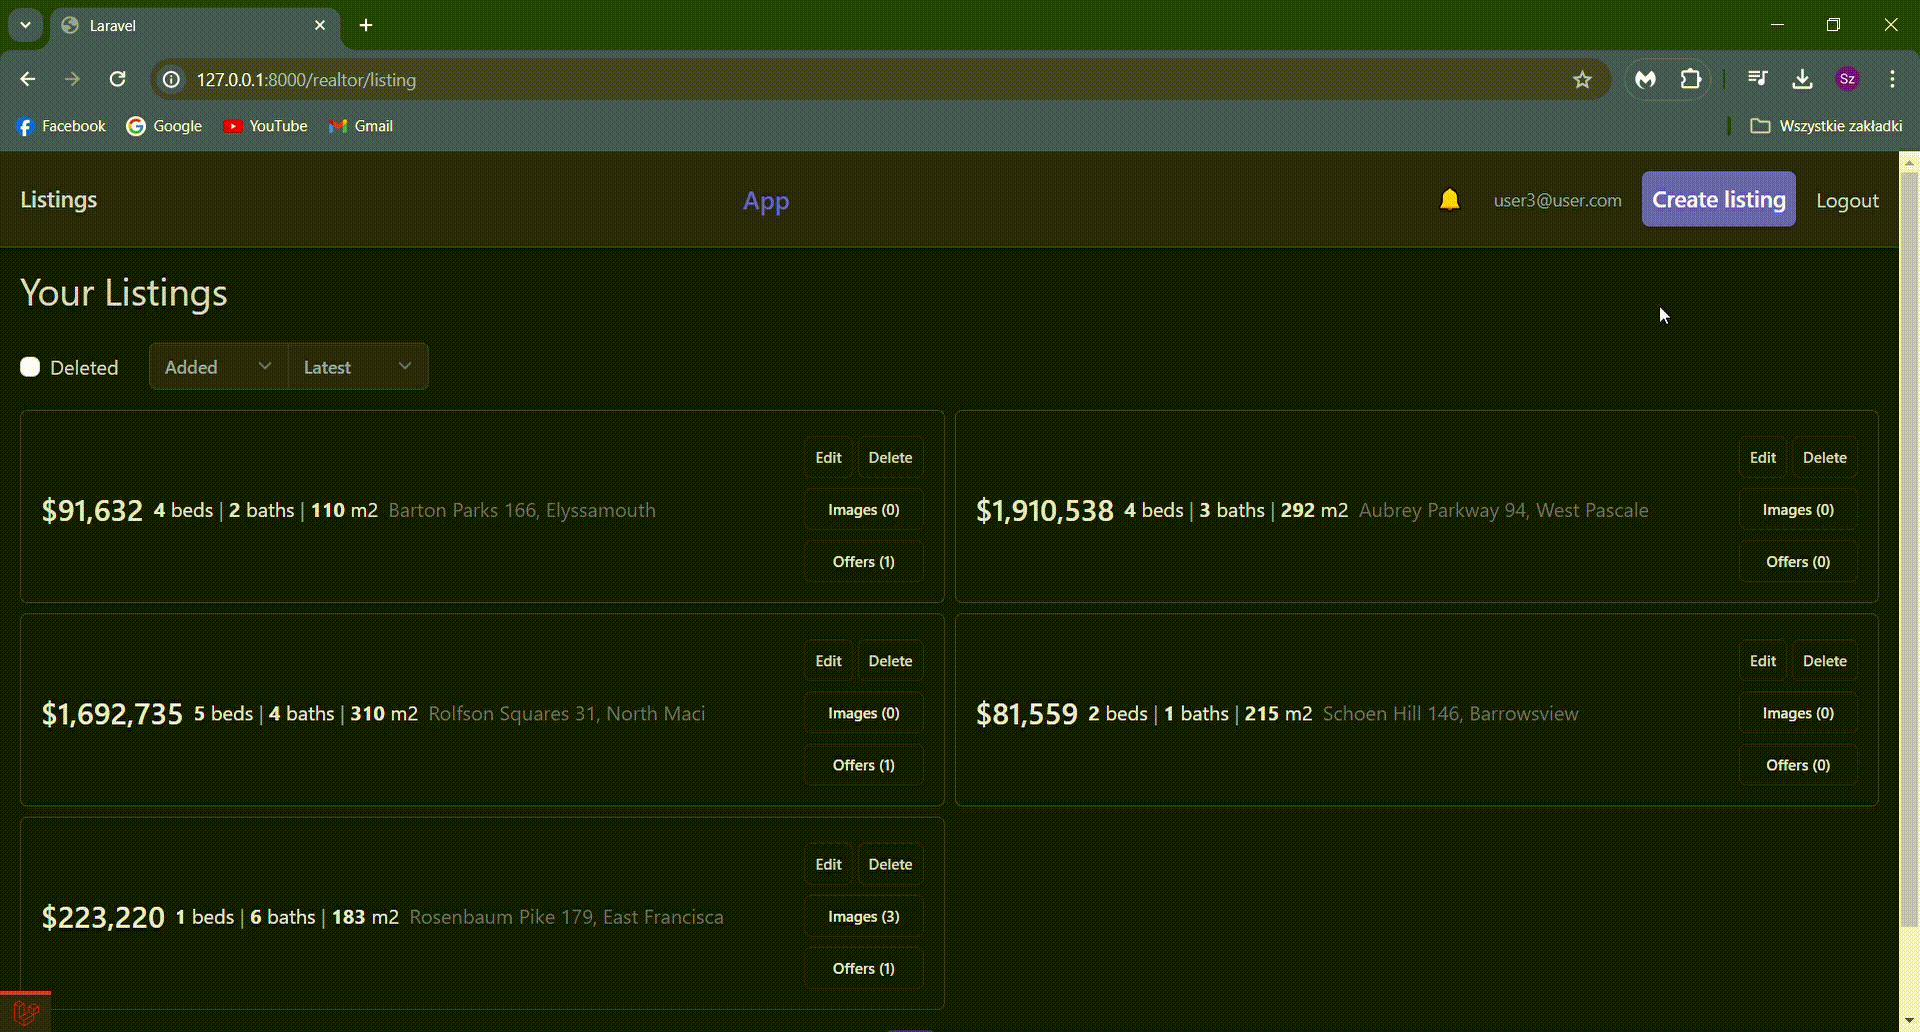 Laravel
127.0.0.1:8000/realtor/listing
Sz
Facebook Google YouTube Gmail Wszystkie zakładki
Listings App user3@user.com Create listing Logout
Your Listings
Deleted Added Latest
Edit Delete
$91,632 4 beds | 2 baths | 110 m2 Barton Parks 166, Elyssamouth
Images (0)
Offers (1)
Edit Delete
$1,910,538 4 beds | 3 baths | 292 m2 Aubrey Parkway 94, West Pascale
Images (0)
Offers (0)
Edit Delete
$1,692,735 5 beds | 4 baths | 310 m2 Rolfson Squares 31, North Maci
Images (0)
Offers (1)
Edit Delete
$81,559 2 beds | 1 baths | 215 m2 Schoen Hill 146, Barrowsview
Images (0)
Offers (0)
Edit Delete
$223,220 1 beds | 6 baths | 183 m2 Rosenbaum Pike 179, East Francisca
Images (3)
Offers (1)